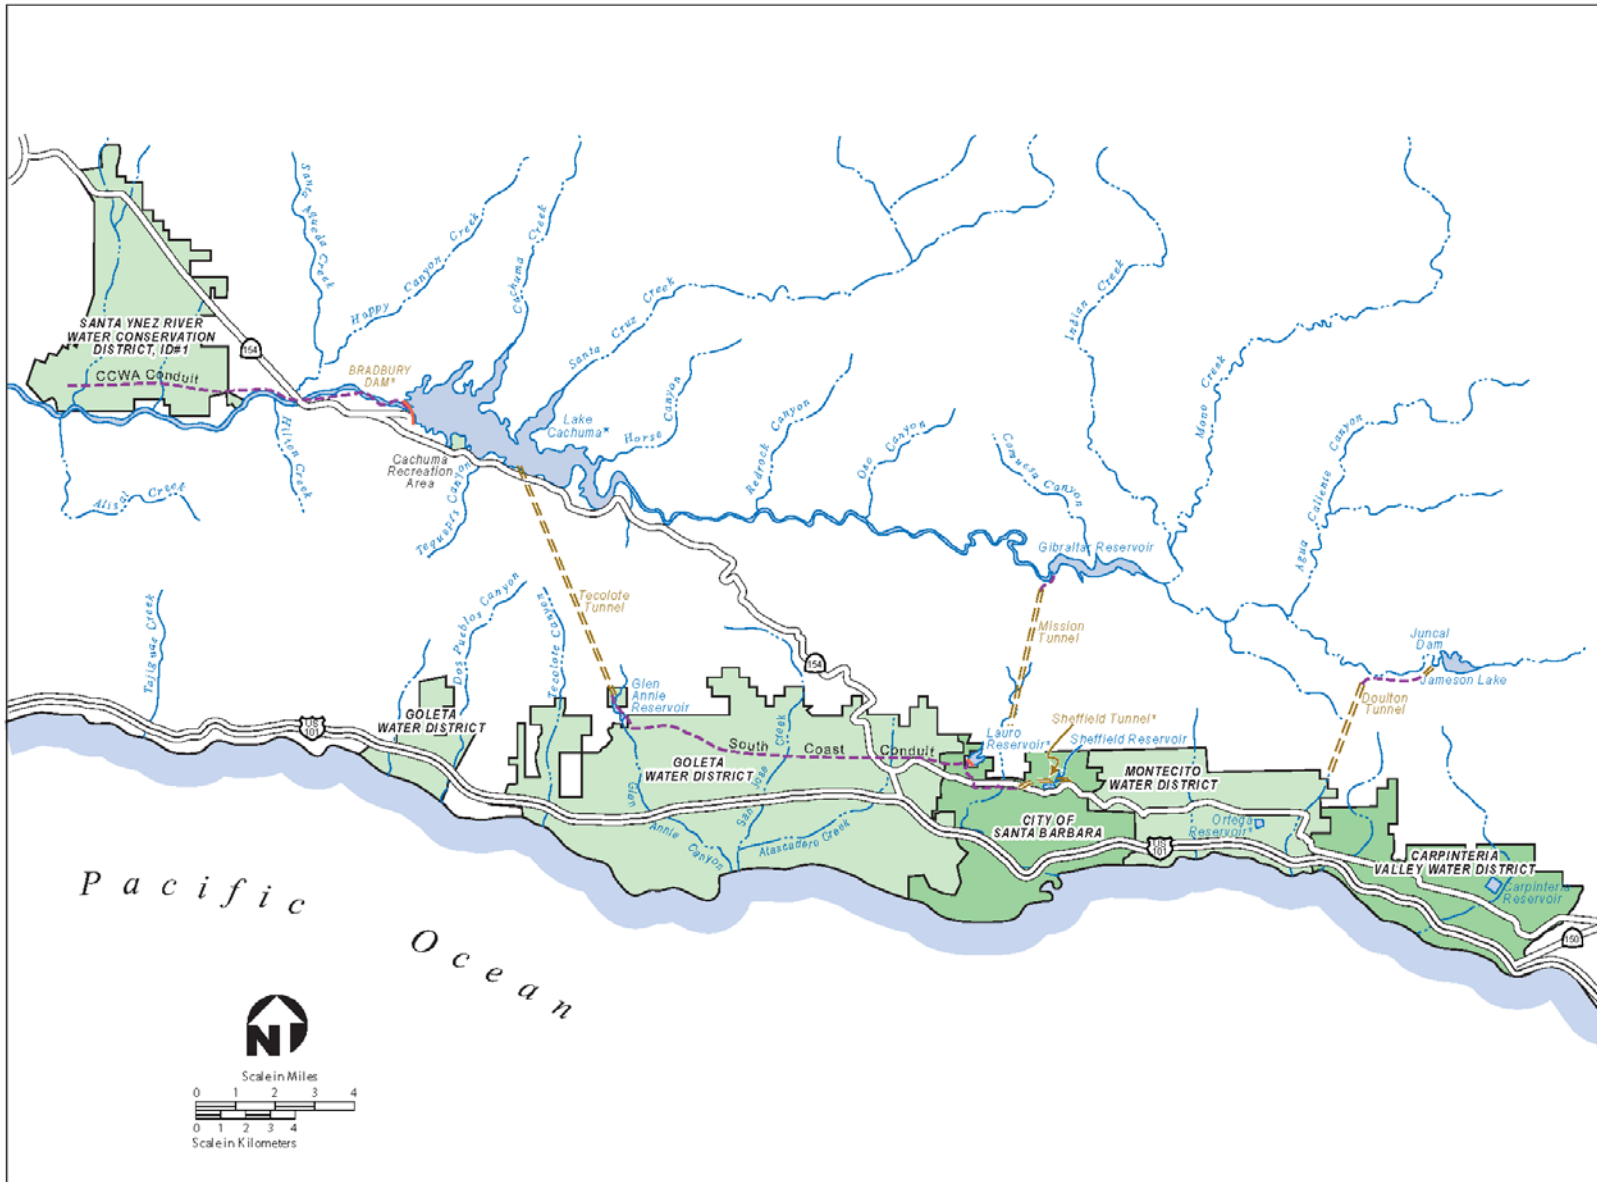 Santa Agueda Creek
Happy Canyon Creek
Cachuma Creek
Santa Cruz Creek
Indian Creek
Mono Creek
SANTA YNEZ RIVER
WATER CONSERVATION
DISTRICT, ID#1
154
CCWA Conduit
BRADBURY
DAM*
Lake
Cachuma*
Horse Canyon
Redrock Canyon
Oso Canyon
Camuesa Canyon
Agua Caliente Canyon
Hilton Creek
Alisal Creek
Cachuma
Recreation
Area
Tequepis Canyon
Gibraltar Reservoir
Tajiguas Creek
Dos Pueblos Canyon
Tecolote Canyon
Tecolote
Tunnel
Mission
Tunnel
Juncal
Dam
Jameson Lake
Doulton
Tunnel
154
Glen
Annie
Reservoir
GOLETA
WATER DISTRICT
US
101
South Coast Conduit
San Jose Creek
Lauro
Reservoir*
Sheffield Tunnel*
Sheffield Reservoir
GOLETA
WATER DISTRICT
MONTECITO
WATER DISTRICT
Glen Annie Canyon
Atascadero Creek
CITY OF
SANTA BARBARA
Ortega
Reservoir*
US
101
CARPINTERIA
VALLEY WATER DISTRICT
Carpinteria
Reservoir
150
Pacific
Ocean
N
Scale in Miles
0 1 2 3 4
0 1 2 3 4
Scale in Kilometers